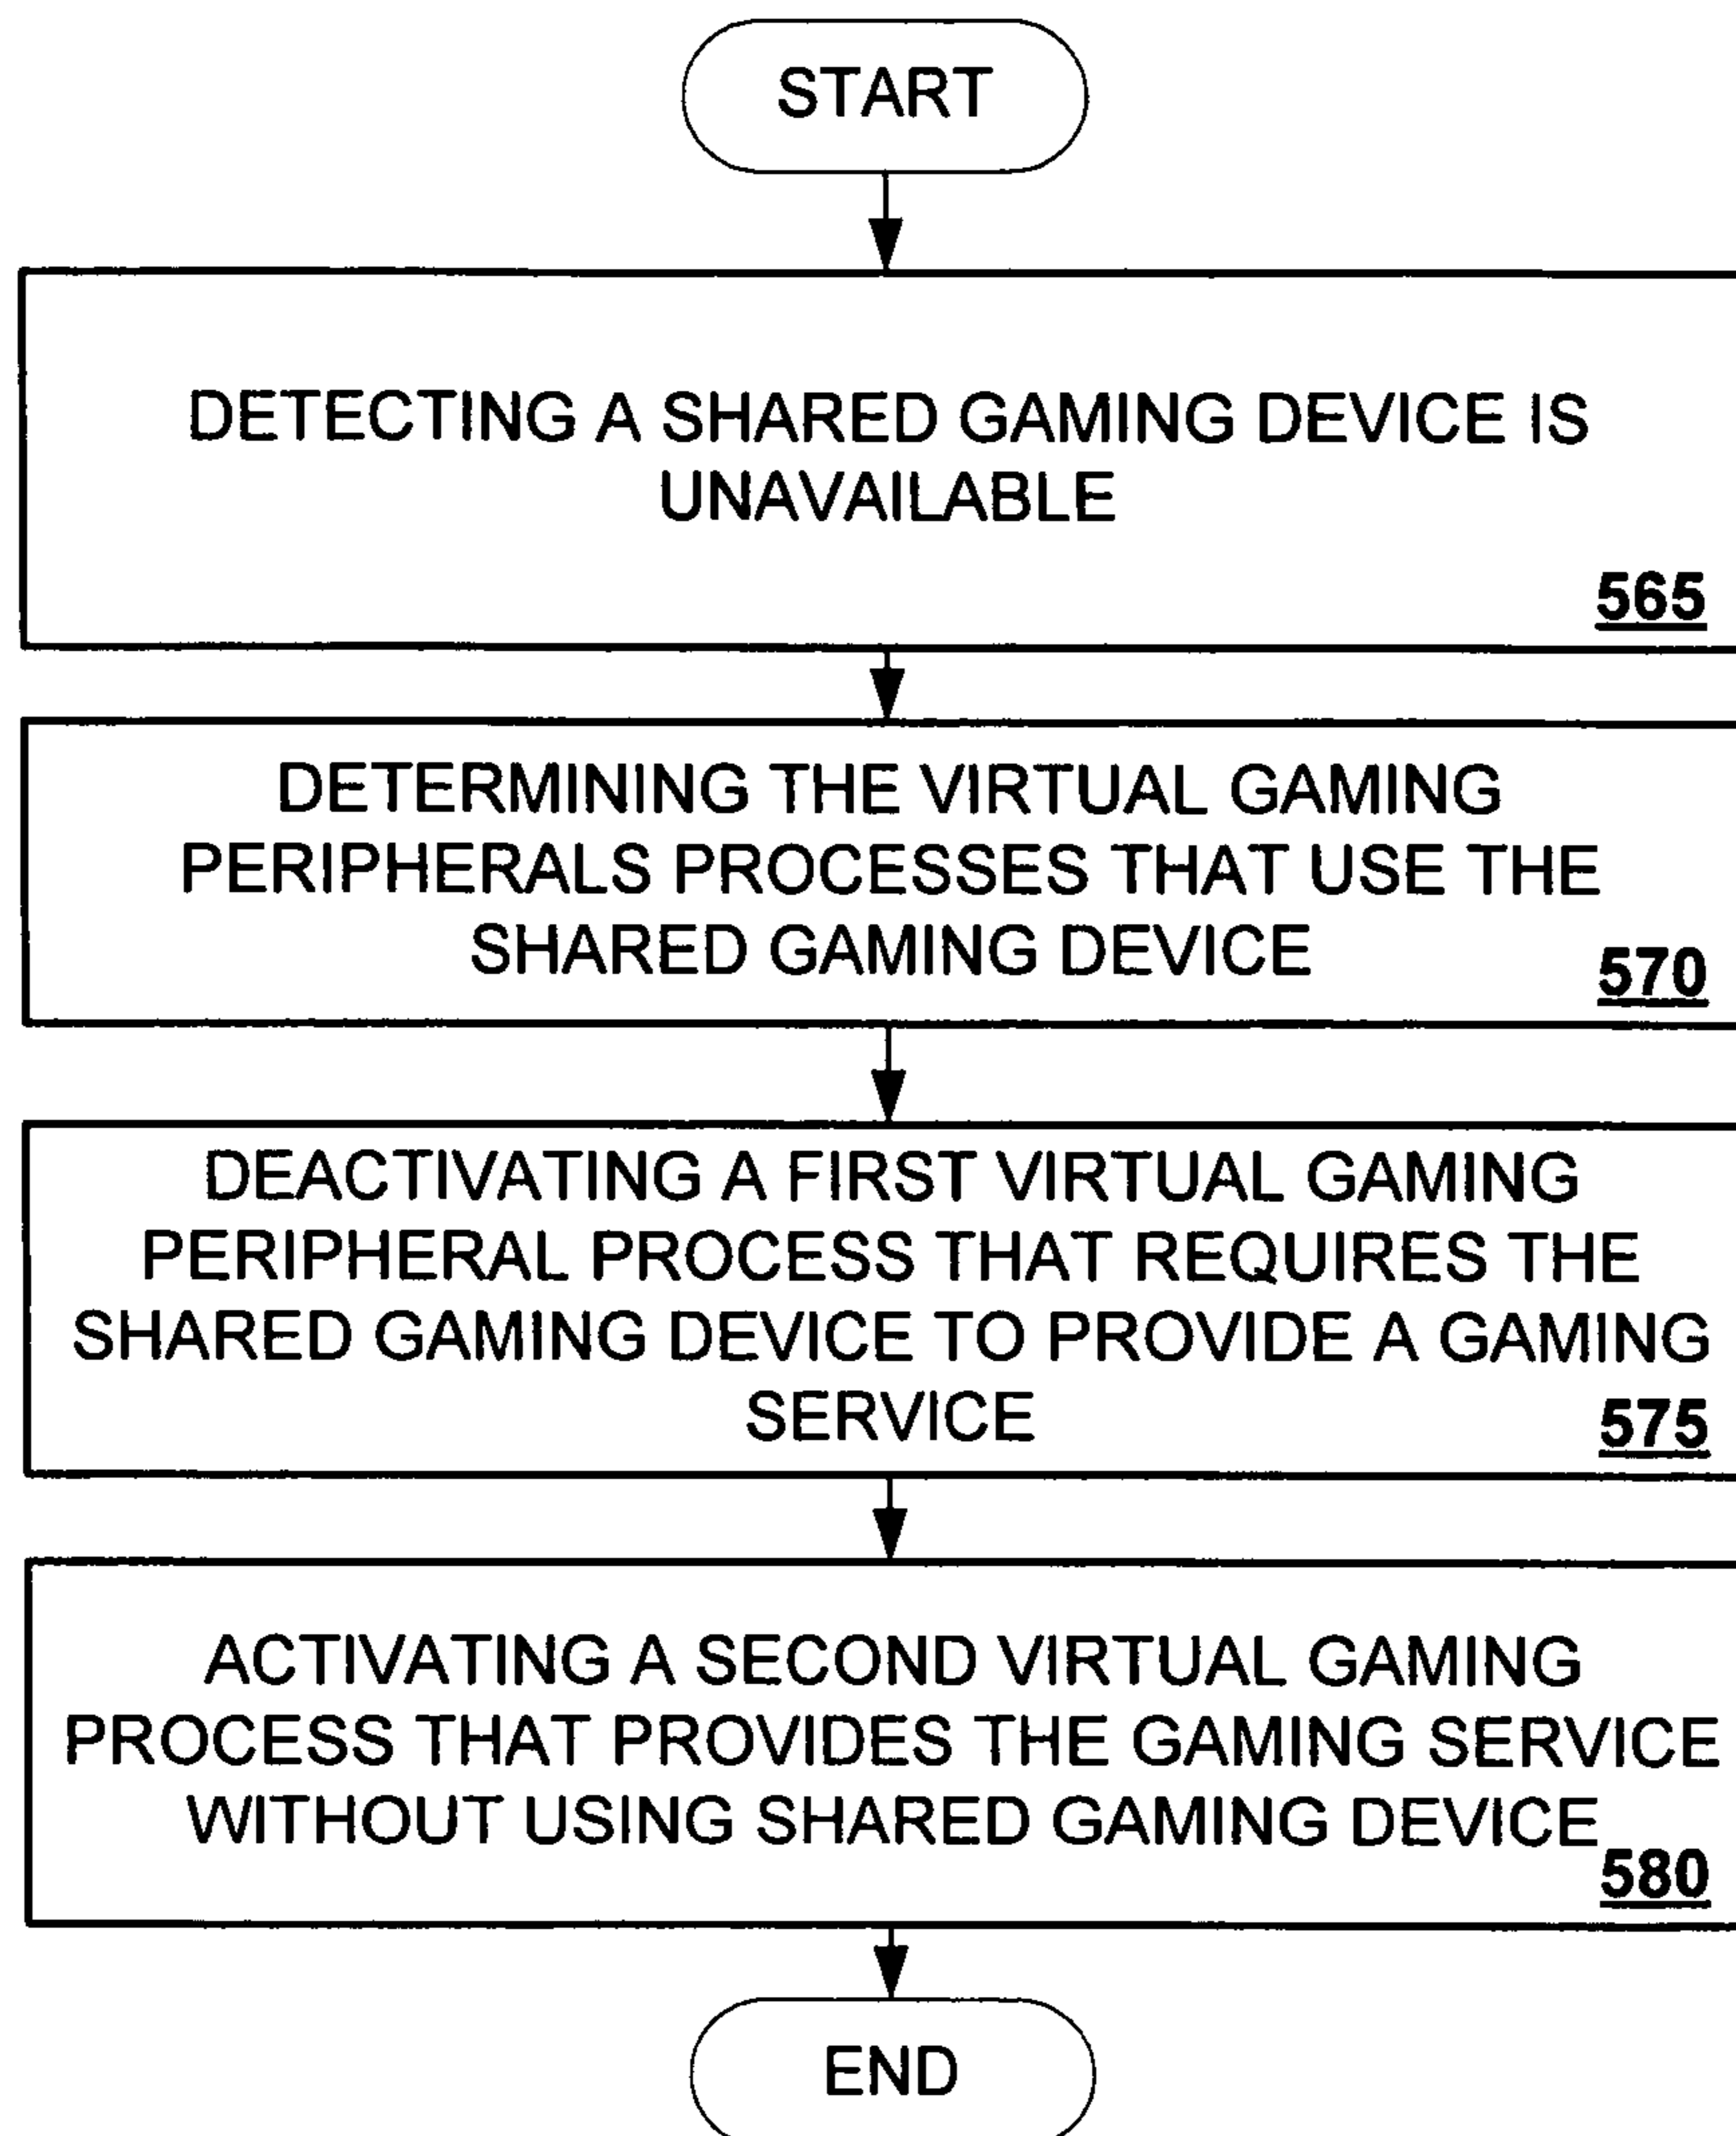 START
DETECTING A SHARED GAMING DEVICE IS
UNAVAILABLE
565
DETERMINING THE VIRTUAL GAMING
PERIPHERALS PROCESSES THAT USE THE
SHARED GAMING DEVICE
570
DEACTIVATING A FIRST VIRTUAL GAMING
PERIPHERAL PROCESS THAT REQUIRES THE
SHARED GAMING DEVICE TO PROVIDE A GAMING
SERVICE
575
ACTIVATING A SECOND VIRTUAL GAMING
PROCESS THAT PROVIDES THE GAMING SERVICE
WITHOUT USING SHARED GAMING DEVICE
580
END